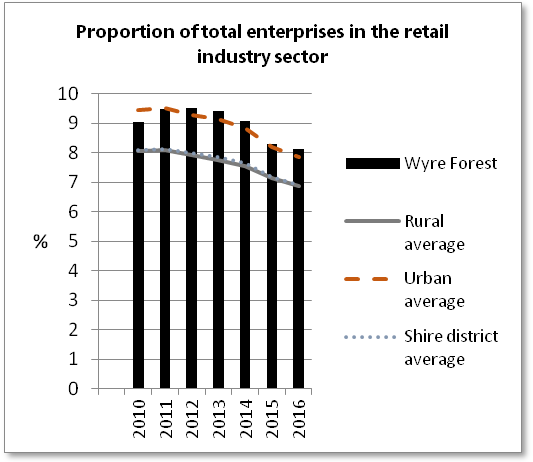 Proportion of total enterprises in the retail
industry sector
10
9
8
7
6
5
4
3
2
1
0
%
2010
2011
2012
2013
2014
2015
2016
Wyre Forest
Rural
average
Urban
average
Shire district
average